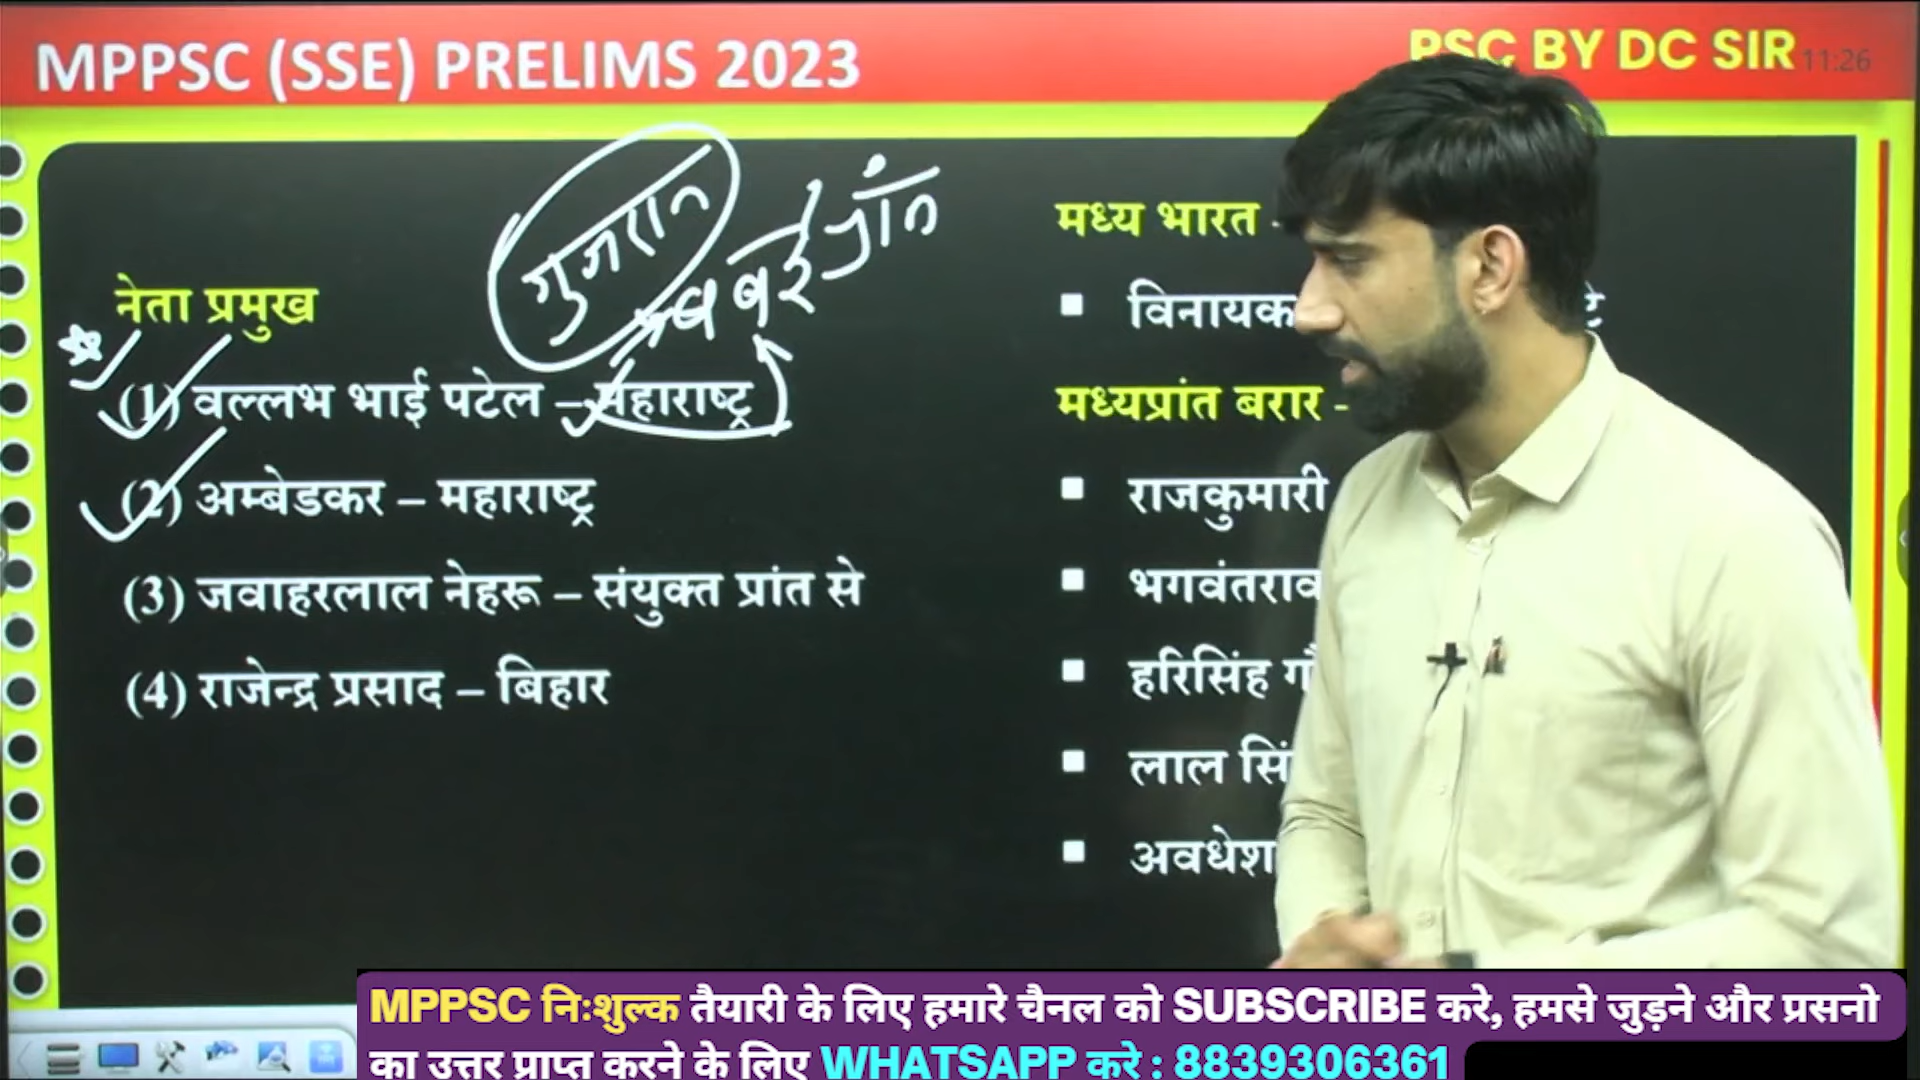 MPPSC (SSE) PRELIMS 2023
PSC BY DC SIR
11:26
गुजरात
बंबई प्रांत
नेता प्रमुख
(1) वल्लभ भाई पटेल – महाराष्ट्र
(2) अम्बेडकर – महाराष्ट्र
(3) जवाहरलाल नेहरू – संयुक्त प्रांत से
(4) राजेन्द्र प्रसाद – बिहार
मध्य भारत -
विनायक
मध्यप्रांत बरार -
राजकुमारी
भगवंतराव
हरिसिंह
लाल
अवधेश
MPPSC नि:शुल्क तैयारी के लिए हमारे चैनल को SUBSCRIBE करे, हमसे जुड़ने और प्रसनो
का उत्तर प्राप्त करने के लिए WHATSAPP करे : 8839306361